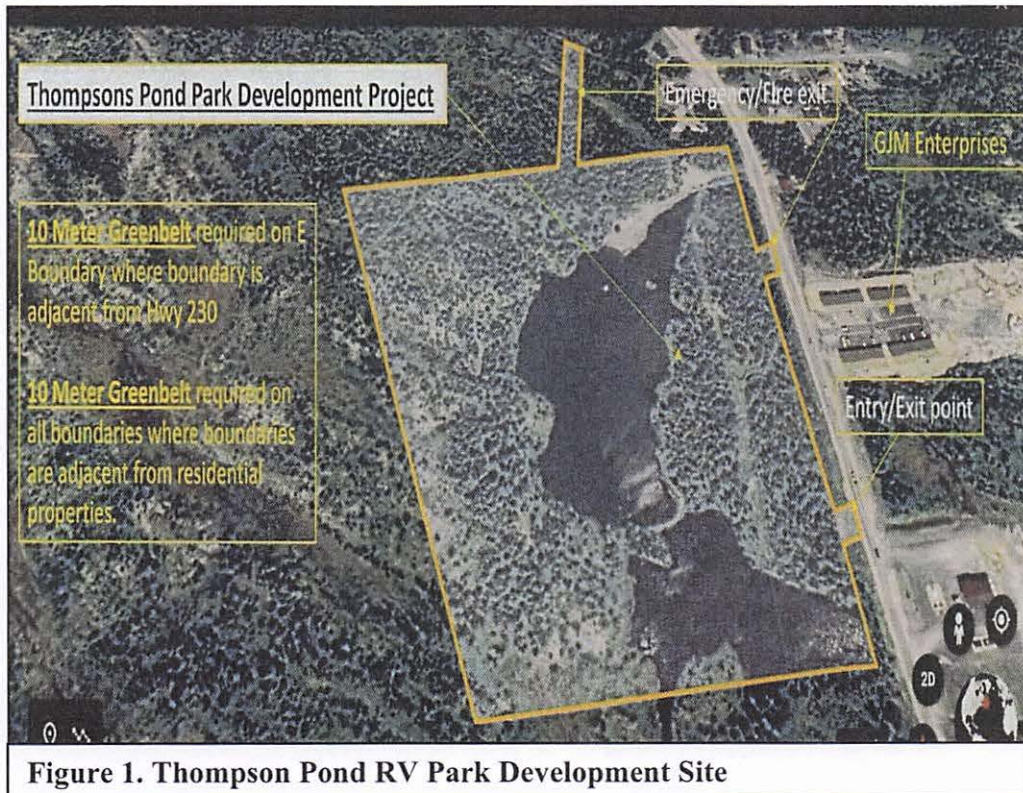 Thompsons Pond Park Development Project
Emergency/Fire exit
GJM Enterprises
10 Meter Greenbelt required on E
Boundary where boundary is
adjacent from Hwy 230
10 Meter Greenbelt required on
all boundaries where boundaries
are adjacent from residential
properties.
Entry/Exit point
2D
Figure 1. Thompson Pond RV Park Development Site